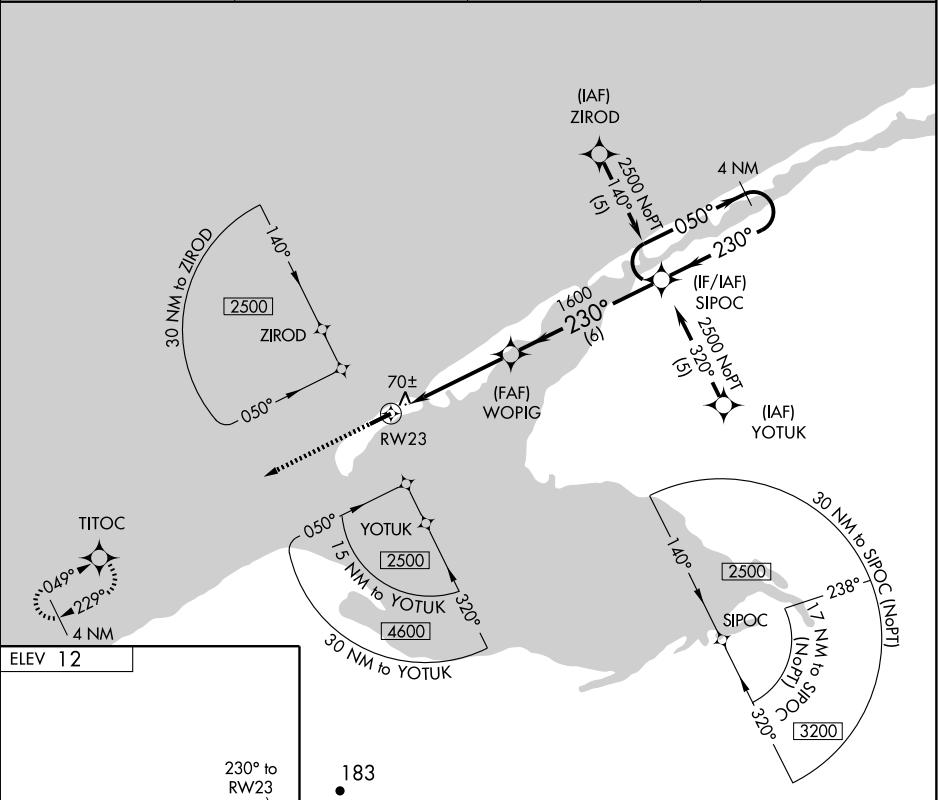 (IAF)
ZIROD
4 NM
2500 NoPT
140°
(5)
050°
230°
(IF/IAF)
SIPOC
1600
230°
(6)
2500 NoPT
320°
(5)
(IAF)
YOTUK
(FAF)
WOPIG
70±
RW23
30 NM to ZIROD
140°
2500
ZIROD
050°
TITOC
049°
229°
4 NM
050°
YOTUK
2500
15 NM to YOTUK
320°
4600
30 NM to YOTUK
30 NM to SIPOC (NoPT)
140°
2500
238°
SIPOC
17 NM to SIPOC
(NoPT)
320°
3200
ELEV 12
230° to
RW23
183